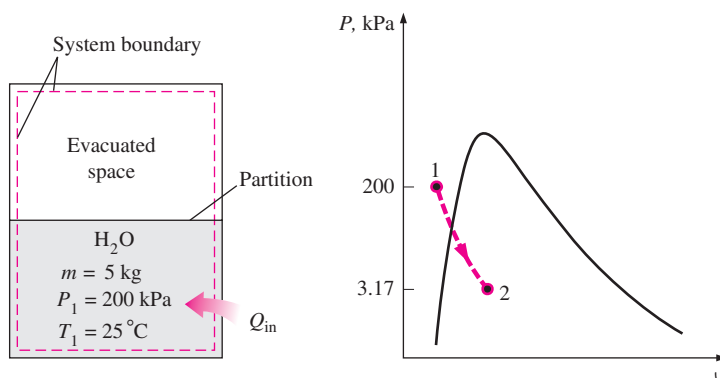 System boundary
Evacuated
space
Partition
H₂O
m = 5 kg
P₁ = 200 kPa
T₁ = 25 °C
Q_in
P, kPa
1
200
3.17
2